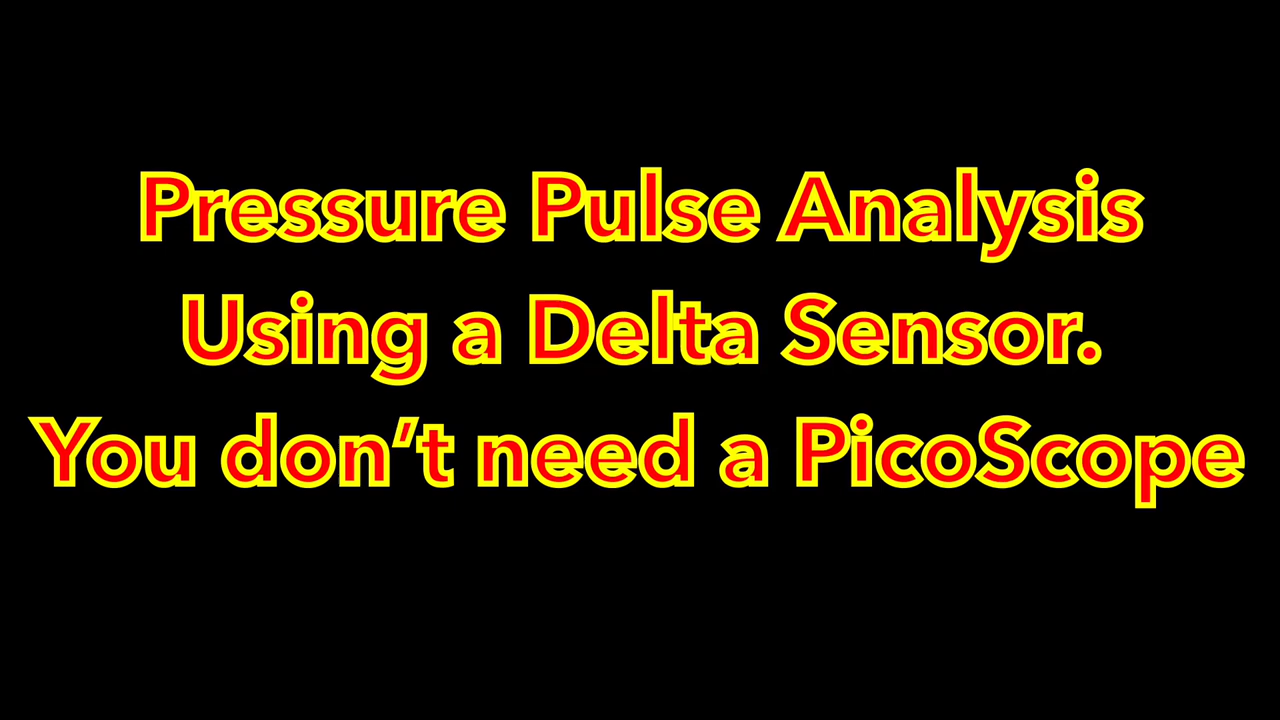 Pressure Pulse Analysis
Using a Delta Sensor.
You don’t need a PicoScope